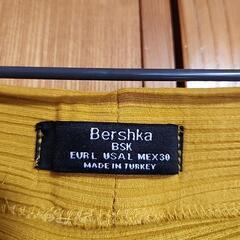 Bershka
BSK
EUR L USA L MEX 30
MADE IN TURKEY